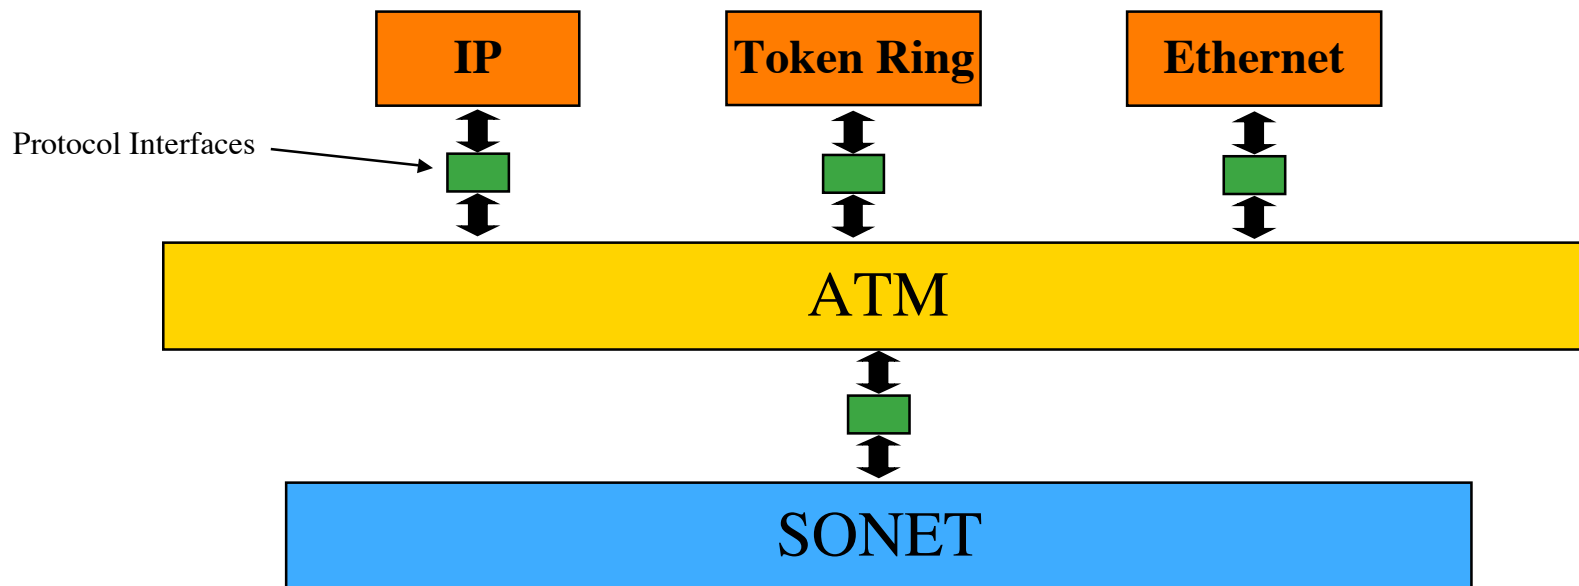 IP
Token Ring
Ethernet
Protocol Interfaces
ATM
SONET